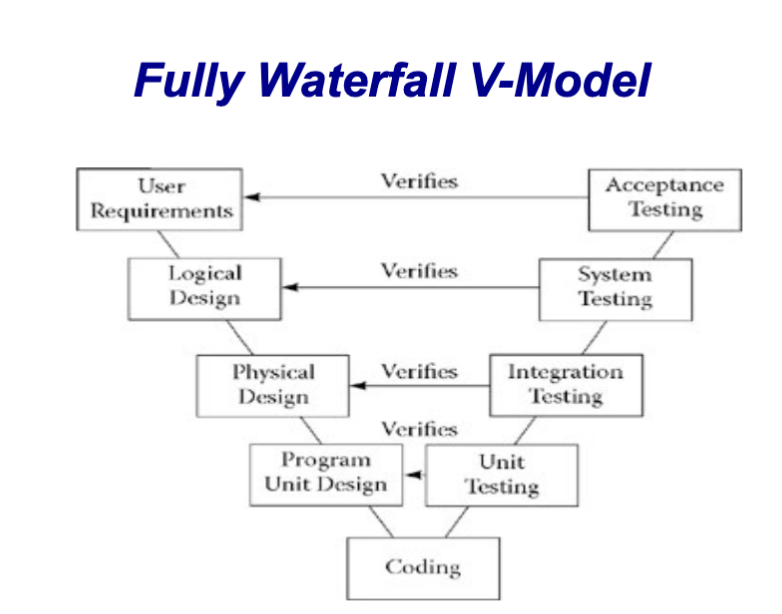 Fully Waterfall V-Model
User
Requirements
Verifies
Acceptance
Testing
Logical
Design
Verifies
System
Testing
Physical
Design
Verifies
Integration
Testing
Verifies
Program
Unit Design
Unit
Testing
Coding